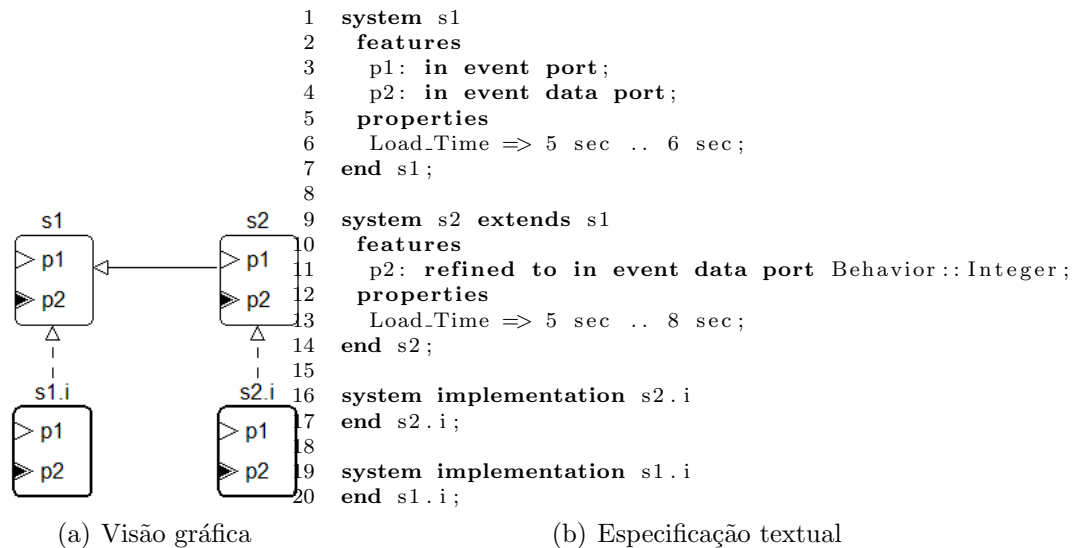 s1 s2
p1 p1
p2 p2
s1.i s2.i
p1 p1
p2 p2
1 system s1
2 features
3 p1: in event port;
4 p2: in event data port;
5 properties
6 Load_Time => 5 sec .. 6 sec;
7 end s1;
8
9 system s2 extends s1
10 features
11 p2: refined to in event data port Behavior::Integer;
12 properties
13 Load_Time => 5 sec .. 8 sec;
14 end s2;
15
16 system implementation s2.i
17 end s2.i;
18
19 system implementation s1.i
20 end s1.i;
(a) Visão gráfica
(b) Especificação textual